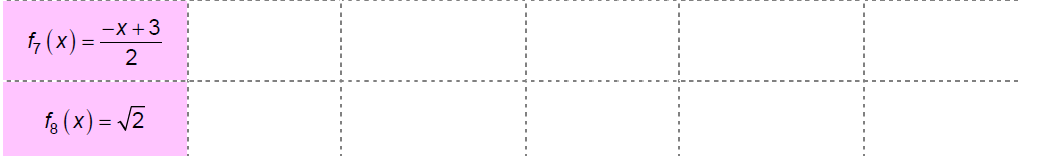 f₇(x) = (−x+3)/2
f₈(x) = √2